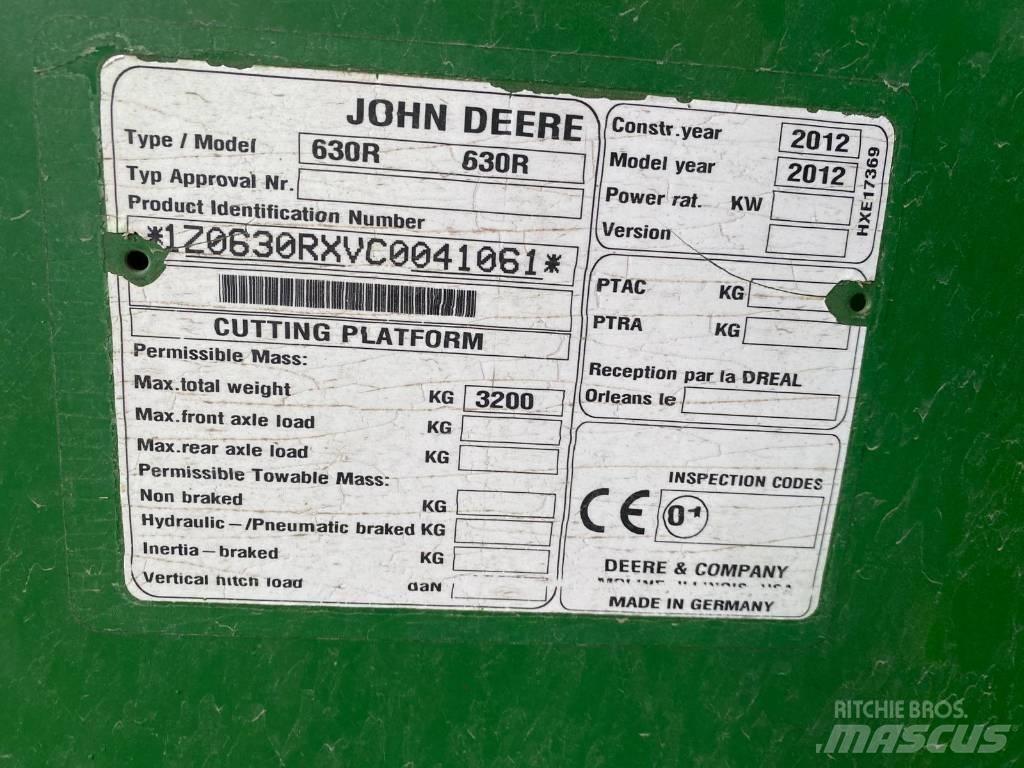 JOHN DEERE
Type / Model 630R 630R
Typ Approval Nr.
Product Identification Number
*1Z0630RXVC0041061*
CUTTING PLATFORM
Permissible Mass:
Max.total weight KG 3200
Max.front axle load KG
Max.rear axle load KG
Permissible Towable Mass:
Non braked KG
Hydraulic-/Pneumatic braked KG
Inertia-braked KG
Vertical hitch load daN
Constr.year 2012
Model year 2012
Power rat. KW
Version
HXE17369
PTAC KG
PTRA KG
Reception par la DREAL
Orleans le
INSPECTION CODES
CE 01
DEERE & COMPANY
MOLINE, ILLINOIS, USA
MADE IN GERMANY
RITCHIE BROS.
MASCUS